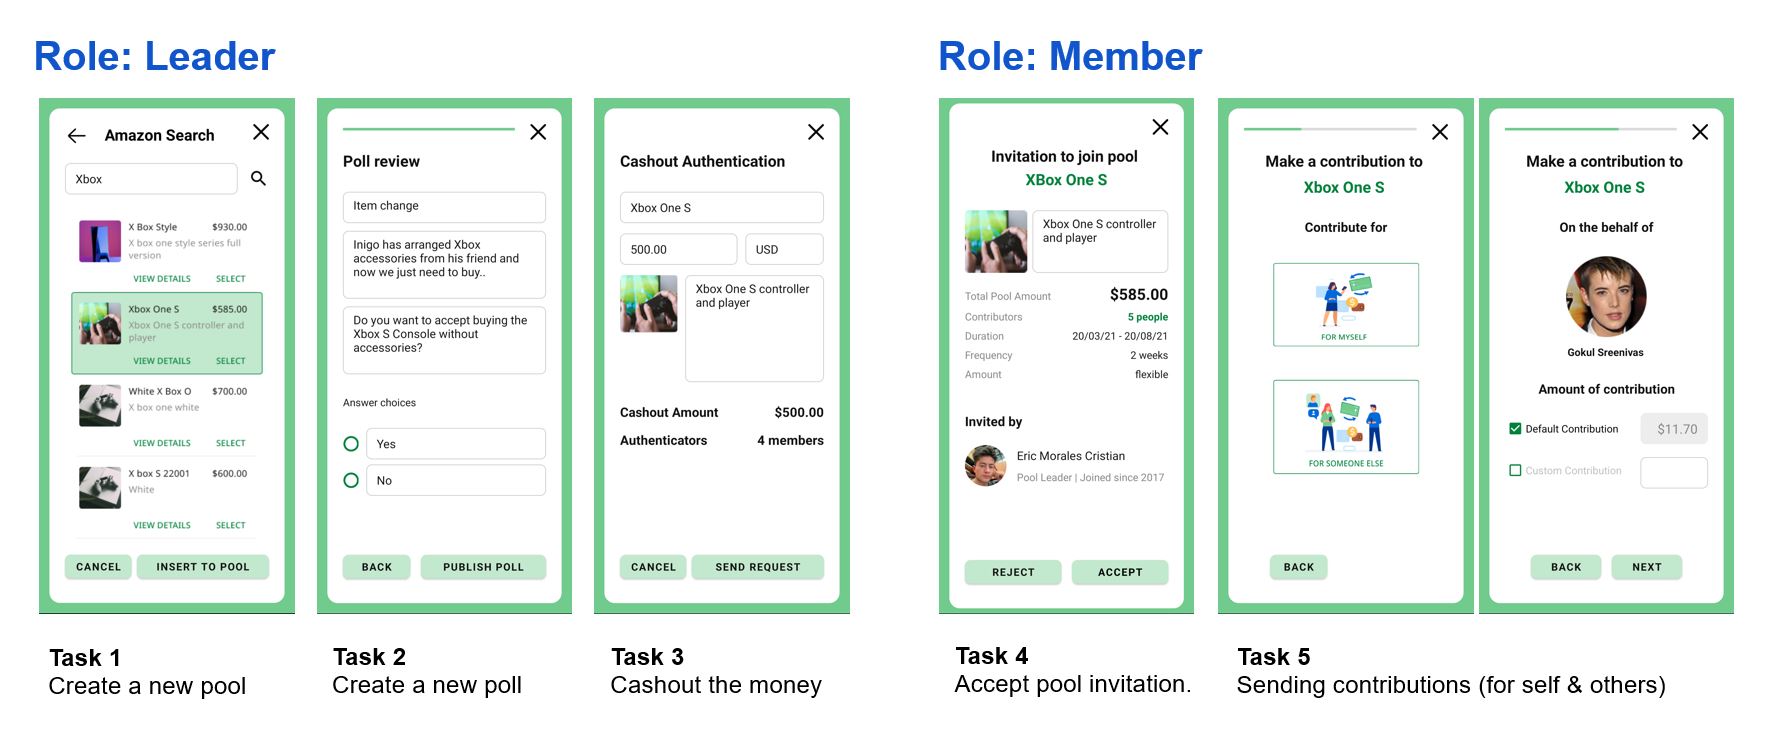 Role: Leader
Amazon Search
Xbox
X Box Style $930.00
X box one style series full
version
VIEW DETAILS SELECT
Xbox One S $585.00
Xbox One S controller and
player
VIEW DETAILS SELECT
White X Box O $700.00
X box one white
VIEW DETAILS SELECT
X box S 22001 $600.00
White
VIEW DETAILS SELECT
CANCEL INSERT TO POOL
Task 1
Create a new pool
Poll review
Item change
Inigo has arranged Xbox
accessories from his friend and
now we just need to buy..
Do you want to accept buying the
Xbox S Console without
accessories?
Answer choices
Yes
No
BACK PUBLISH POLL
Task 2
Create a new poll
Cashout Authentication
Xbox One S
500.00 USD
Xbox One S controller
and player
Cashout Amount $500.00
Authenticators 4 members
CANCEL SEND REQUEST
Task 3
Cashout the money
Role: Member
Invitation to join pool
XBox One S
Xbox One S controller
and player
Total Pool Amount $585.00
Contributors 5 people
Duration 20/03/21 - 20/08/21
Frequency 2 weeks
Amount flexible
Invited by
Eric Morales Cristian
Pool Leader | Joined since 2017
REJECT ACCEPT
Task 4
Accept pool invitation.
Make a contribution to
Xbox One S
Contribute for
FOR MYSELF
FOR SOMEONE ELSE
BACK
Make a contribution to
Xbox One S
On the behalf of
Gokul Sreenivas
Amount of contribution
Default Contribution $11.70
Custom Contribution
BACK NEXT
Task 5
Sending contributions (for self & others)